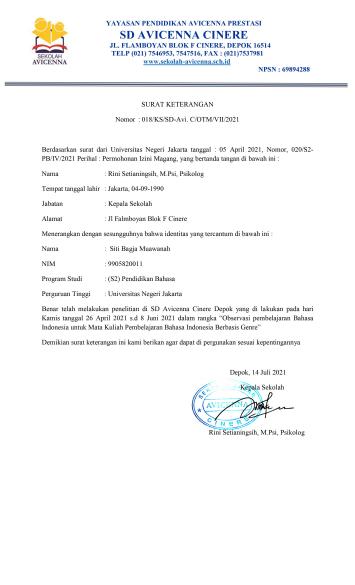 YAYASAN PENDIDIKAN AVICENNA PRESTASI
SD AVICENNA CINERE
JL. FLAMBOYAN BLOK F CINERE, DEPOK 16514
TELP (021) 7546953, 7547516, FAX : (021)7537981
www.sekolah-avicenna.sch.id
NPSN : 69894288
SEKOLAH
AVICENNA
SURAT KETERANGAN
Nomor : 018/KS/SD-Avi. C/OTM/VII/2021
Berdasarkan surat dari Universitas Negeri Jakarta tanggal : 05 April 2021, Nomor, 020/S2-
PB/IV/2021 Perihal : Permohonan Izini Magang, yang bertanda tangan di bawah ini :
Nama : Rini Setianingsih, M.Psi, Psikolog
Tempat tanggal lahir : Jakarta, 04-09-1990
Jabatan : Kepala Sekolah
Alamat : Jl Falmboyan Blok F Cinere
Menerangkan dengan sesungguhnya bahwa identitas yang tercantum di bawah ini :
Nama : Siti Bagja Muawanah
NIM : 9905820011
Program Studi : (S2) Pendidikan Bahasa
Perguruan Tinggi : Universitas Negeri Jakarta
Benar telah melakukan penelitian di SD Avicenna Cinere Depok yang di lakukan pada hari
Kamis tanggal 26 April 2021 s.d 8 Juni 2021 dalam rangka "Observasi pembelajaran Bahasa
Indonesia untuk Mata Kuliah Pembelajaran Bahasa Indonesia Berbasis Genre"
Demikian surat keterangan ini kami berikan agar dapat di pergunakan sesuai kepentingannya
Depok, 14 Juli 2021
Kepala Sekolah
AVICENNA
CINERE
Rini Setianingsih, M.Psi, Psikolog